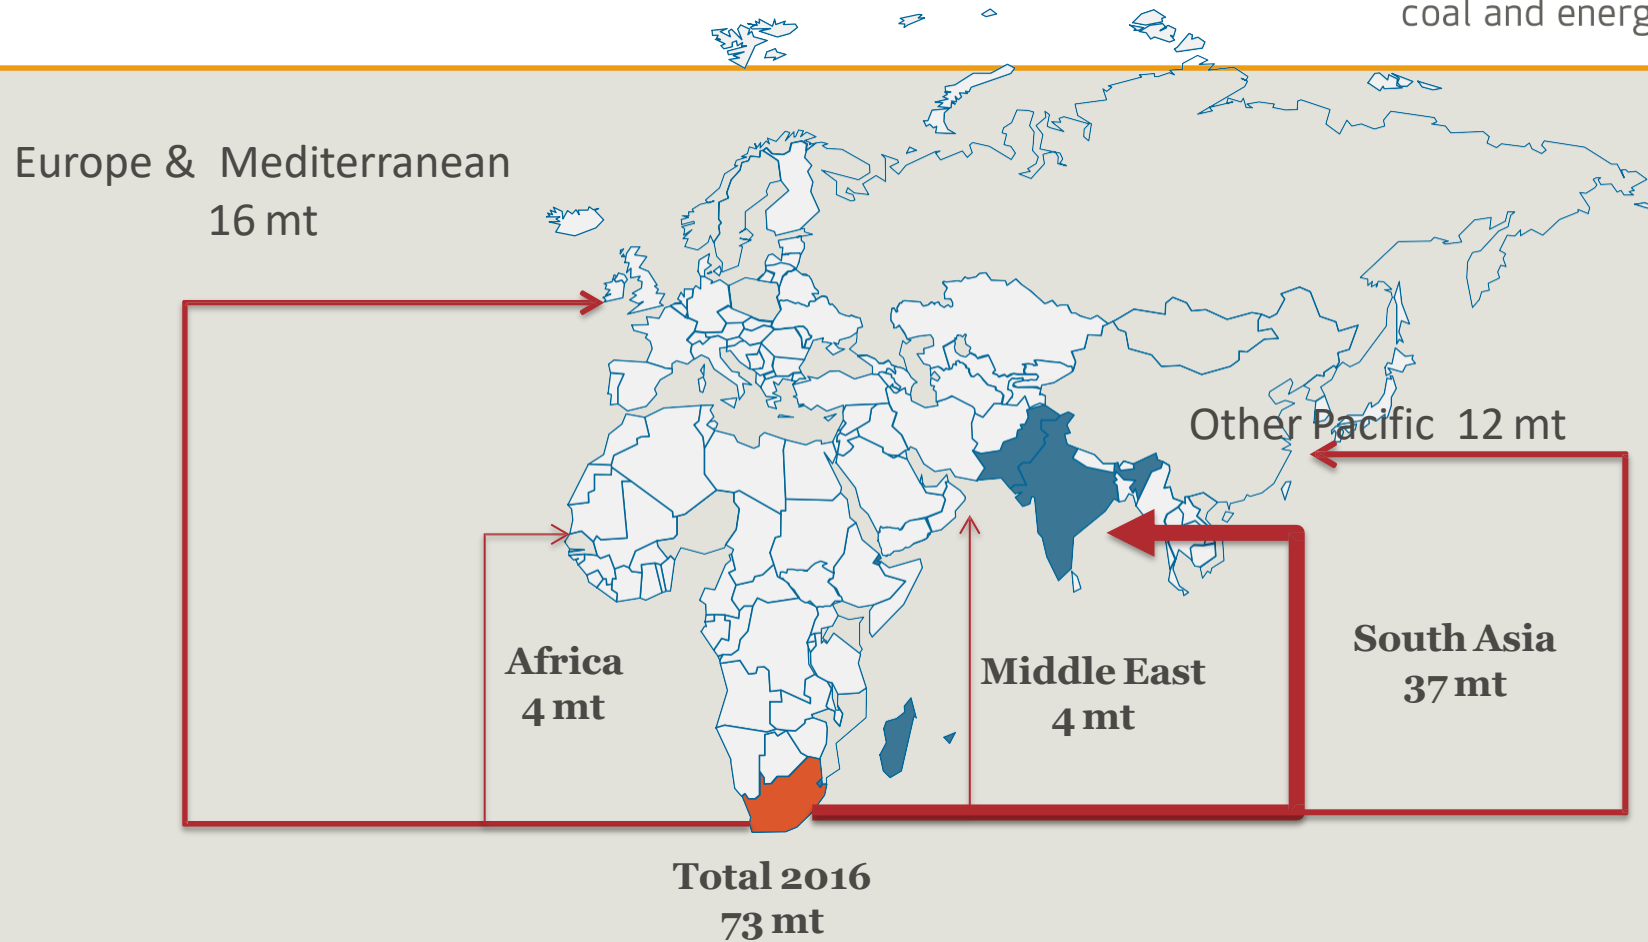 coal and energ
Europe & Mediterranean
16 mt
Other Pacific 12 mt
Africa
4 mt
Middle East
4 mt
South Asia
37 mt
Total 2016
73 mt